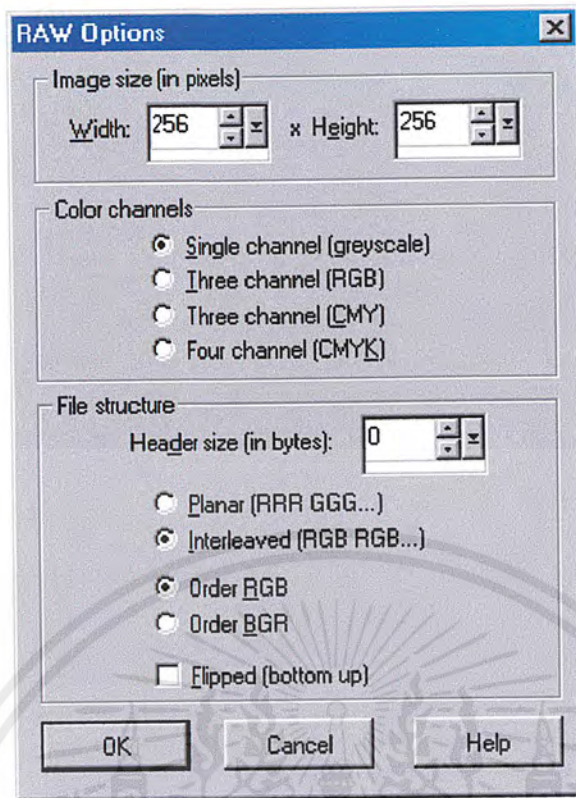 RAW Options
Image size (in pixels)
Width: 256 x Height: 256
Color channels
Single channel (greyscale)
Three channel (RGB)
Three channel (CMY)
Four channel (CMYK)
File structure
Header size (in bytes): 0
Planar (RRR GGG...)
Interleaved (RGB RGB...)
Order RGB
Order BGR
Flipped (bottom up)
OK Cancel Help